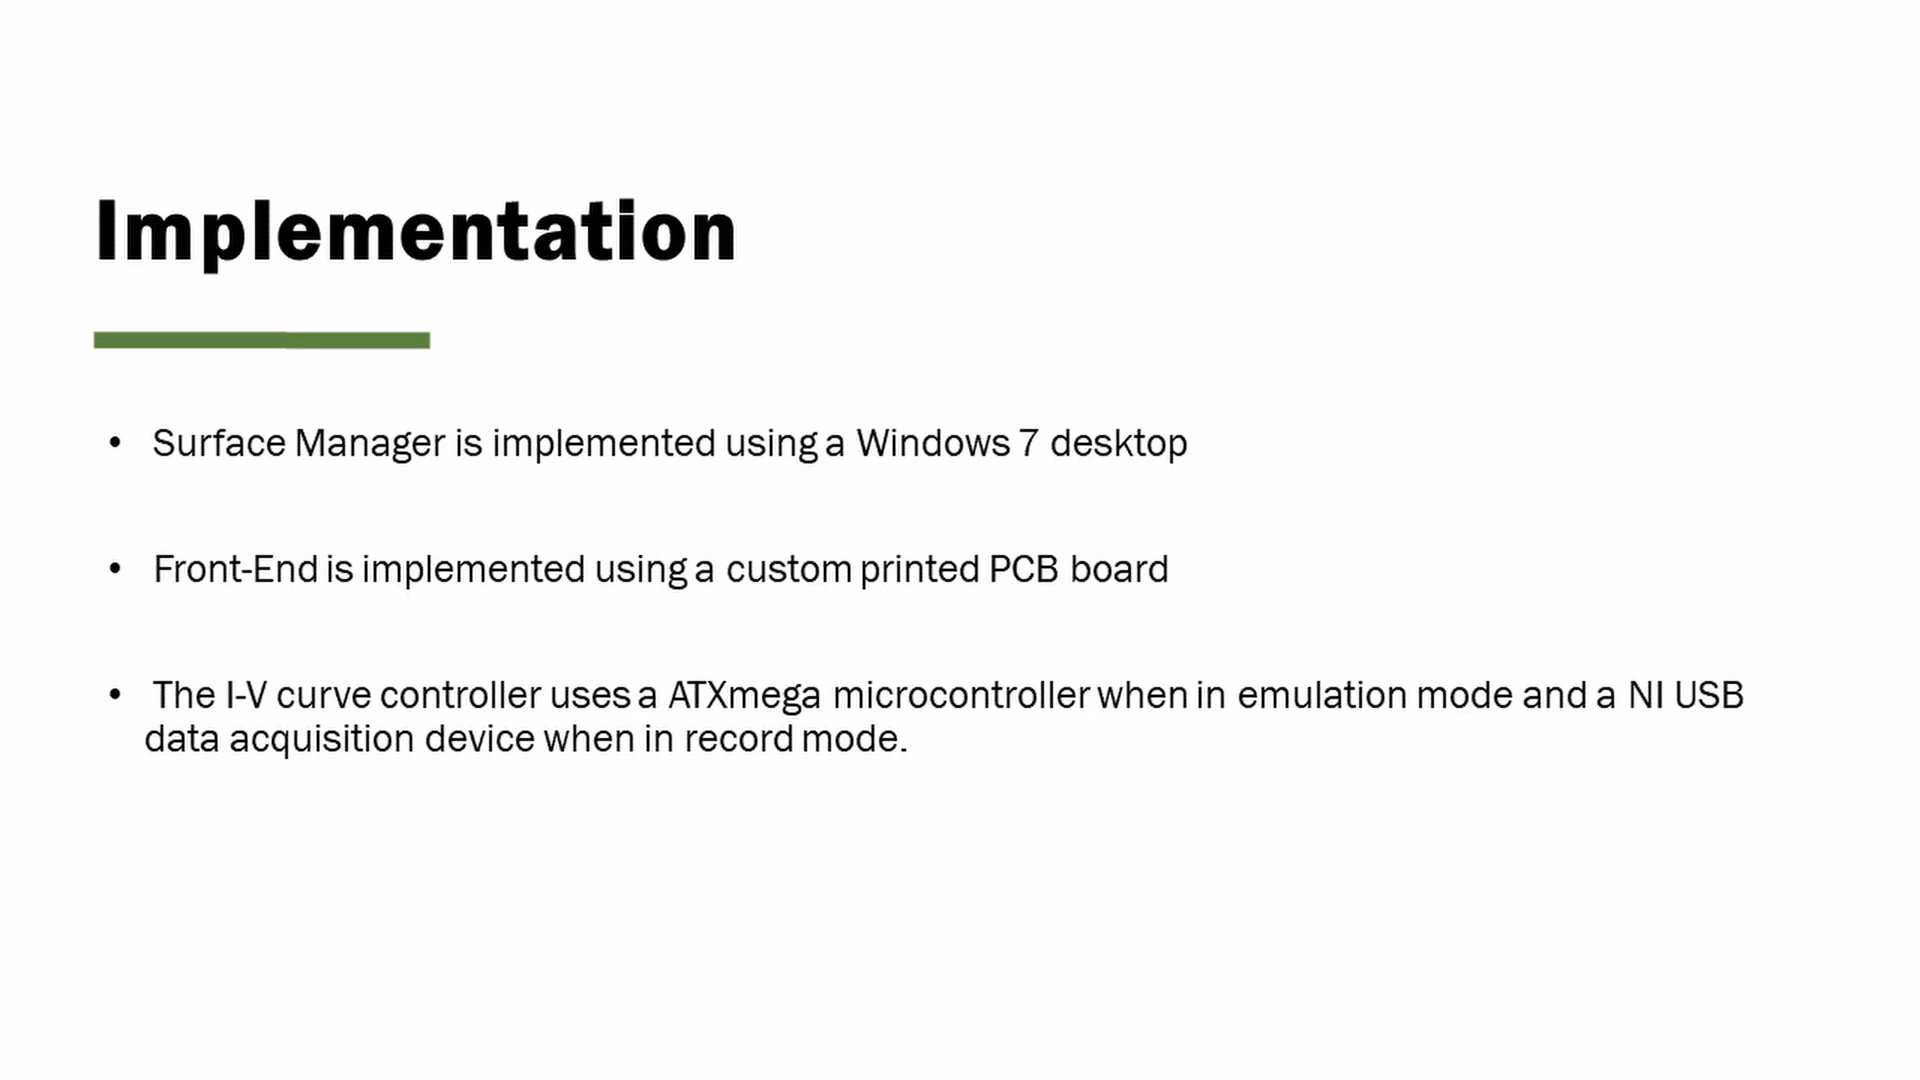 Implementation
• Surface Manager is implemented using a Windows 7 desktop
• Front-End is implemented using a custom printed PCB board
• The I-V curve controller uses a ATXmega microcontroller when in emulation mode and a NI USB
data acquisition device when in record mode.